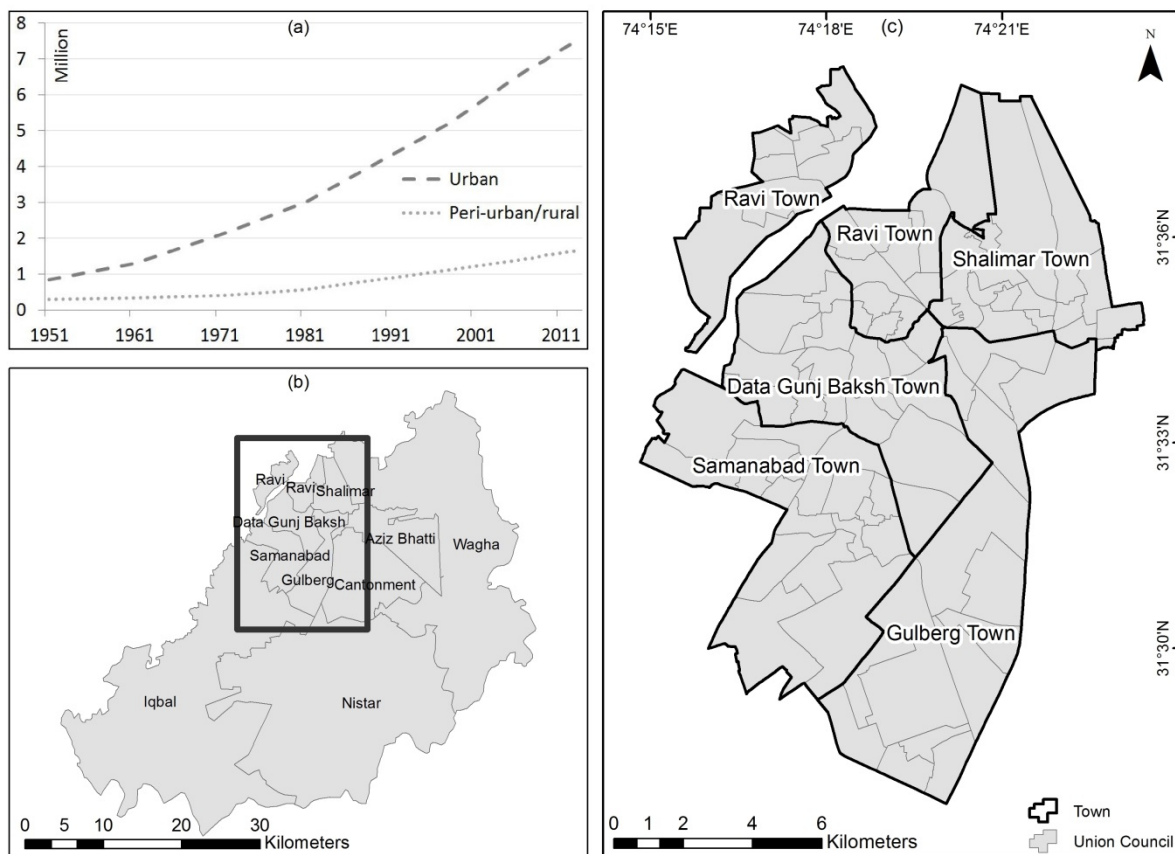 (a)
Million
8
7
6
5
4
3
2
1
0
Urban
Peri-urban/rural
1951 1961 1971 1981 1991 2001 2011
(b)
Ravi
Ravi
Shalimar
Data Gunj Baksh
Aziz Bhatti
Wagha
Samanabad
Gulberg
Cantonment
Iqbal
Nistar
0 5 10 20 30
Kilometers
74°15'E 74°18'E (c) 74°21'E
N
Ravi Town
Ravi Town
Shalimar Town
31°36'N
Data Gunj Baksh Town
31°33'N
Samanabad Town
Gulberg Town
31°30'N
0 1 2 4 6
Kilometers
Town
Union Council